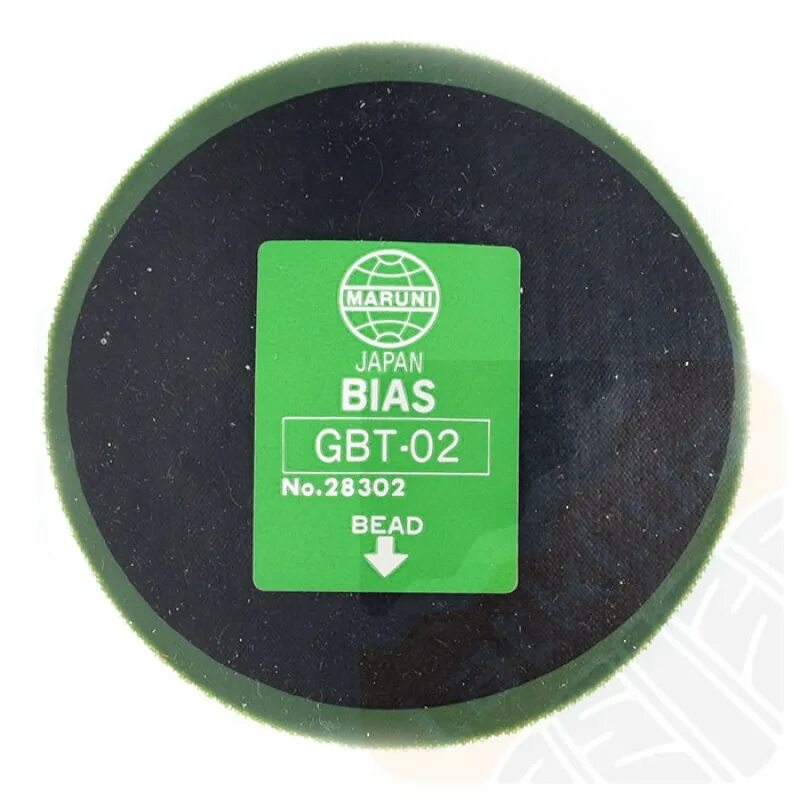 MARUNI
JAPAN
BIAS
GBT-02
No.28302
BEAD